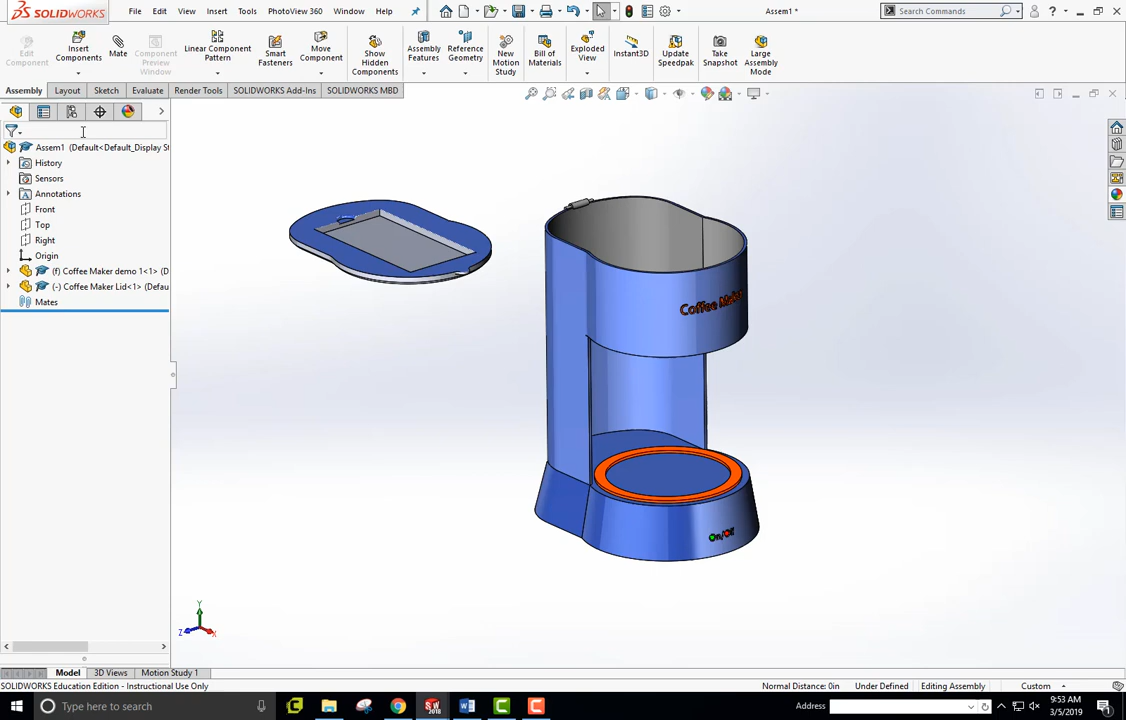 SOLIDWORKS File Edit View Insert Tools PhotoView 360 Window Help Assem1 * Search Commands
Edit Component
Insert Components
Mate
Component Preview Window
Linear Component Pattern
Smart Fasteners
Move Component
Show Hidden Components
Assembly Features
Reference Geometry
New Motion Study
Bill of Materials
Exploded View
Instant3D
Update Speedpak
Take Snapshot
Large Assembly Mode
Assembly Layout Sketch Evaluate Render Tools SOLIDWORKS Add-Ins SOLIDWORKS MBD
Assem1 (Default<Default_Display St
History
Sensors
Annotations
Front
Top
Right
Origin
(f) Coffee Maker demo 1<1> (D
(-) Coffee Maker Lid<1> (Defau
Mates
Coffee Maker
On/Off
Y
Z X
Model 3D Views Motion Study 1
SOLIDWORKS Education Edition - Instructional Use Only Normal Distance: 0in Under Defined Editing Assembly Custom
Type here to search Address 9:53 AM
3/5/2019